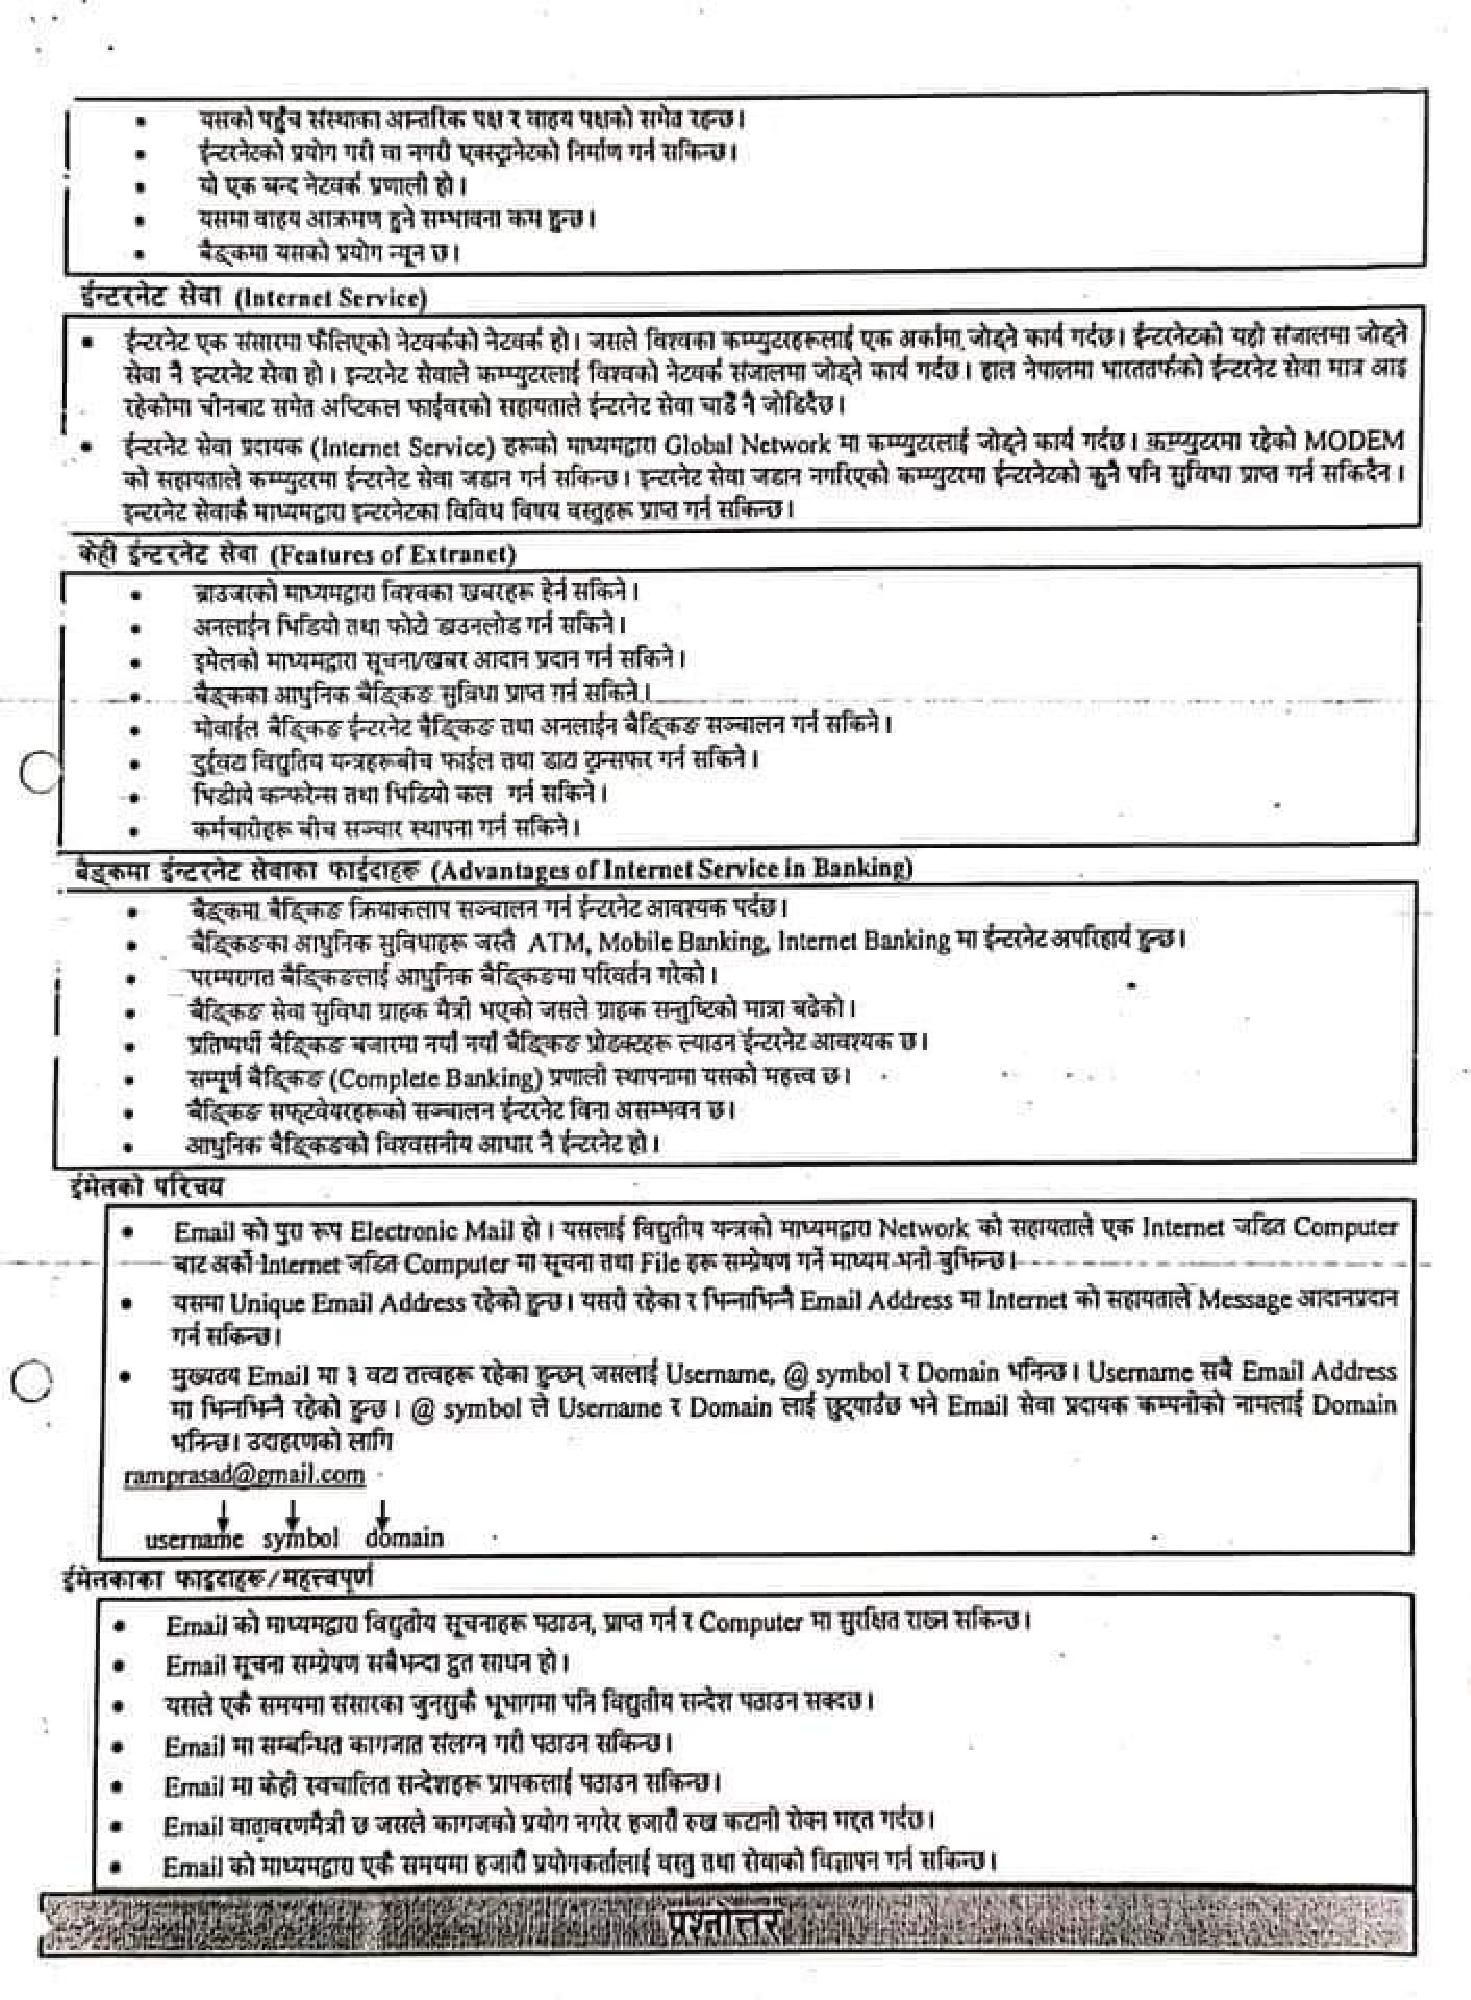 • यसको पहुँच संस्थाका आन्तरिक पक्ष र वाहय पक्षको समेत रहन्छ।
• ईन्टरनेटको प्रयोग गरी वा नगरी एक्स्ट्रानेटको निर्माण गर्न सकिन्छ।
• यो एक बन्द नेटवर्क प्रणाली हो।
• यसमा वाहय आक्रमण हुने सम्भावना कम हुन्छ।
• बैङ्कमा यसको प्रयोग न्यून छ।
ईन्टरनेट सेवा (Internet Service)
• ईन्टरनेट एक संसारमा फैलिएको नेटवर्कको नेटवर्क हो। जसले विश्वका कम्प्युटरहरूलाई एक अर्कामा जोड्ने कार्य गर्दछ। ईन्टरनेटको यही संजालमा जोड्ने
सेवा नै इन्टरनेट सेवा हो। इन्टरनेट सेवाले कम्प्युटरलाई विश्वको नेटवर्क संजालमा जोड्ने कार्य गर्दछ। हाल नेपालमा भारततर्फको ईन्टरनेट सेवा मात्र आइ
रहेकोमा चीनबाट समेत अप्टिकल फाईवरको सहायताले ईन्टरनेट सेवा चाडैं नै जोडिदैछ।
• ईन्टरनेट सेवा प्रदायक (Internet Service) हरूको माध्यमद्वारा Global Network मा कम्प्युटरलाई जोड्ने कार्य गर्दछ। कम्प्युटरमा रहेको MODEM
को सहायताले कम्प्युटरमा ईन्टरनेट सेवा जडान गर्न सकिन्छ। इन्टरनेट सेवा जडान नगरिएको कम्प्युटरमा ईन्टरनेटको कुनै पनि सुविधा प्राप्त गर्न सकिदैन।
इन्टरनेट सेवाकै माध्यमद्वारा इन्टरनेटका विविध विषय वस्तुहरू प्राप्त गर्न सकिन्छ।
केही ईन्टरनेट सेवा (Features of Extranet)
• ब्राउजरको माध्यमद्वारा विश्वका खबरहरू हेर्न सकिने।
• अनलाईन भिडियो तथा फोटो डाउनलोड गर्न सकिने।
• इमेलको माध्यमद्वारा सूचना/खबर आदान प्रदान गर्न सकिने।
• बैङ्कका आधुनिक बैङ्किङ सुविधा प्राप्त गर्न सकिने।
• मोवाईल बैङ्किङ ईन्टरनेट बैङ्किङ तथा अनलाईन बैङ्किङ सञ्चालन गर्न सकिने।
• दुईवटा विद्युतिय यन्त्रहरूबीच फाईल तथा डाटा ट्रान्सफर गर्न सकिने।
• भिडीयो कन्फरेन्स तथा भिडियो कल गर्न सकिने।
• कर्मचारीहरू बीच सञ्चार स्थापना गर्न सकिने।
बैङ्कमा ईन्टरनेट सेवाका फाईदाहरू (Advantages of Internet Service in Banking)
• बैङ्कमा बैङ्किङ क्रियाकलाप सञ्चालन गर्न ईन्टरनेट आवश्यक पर्दछ।
• बैङ्किङका आधुनिक सुविधाहरू जस्तै ATM, Mobile Banking, Internet Banking मा ईन्टरनेट अपरिहार्य हुन्छ।
• परम्परागत बैङ्किङलाई आधुनिक बैङ्किङमा परिवर्तन गरेको।
• बैङ्किङ सेवा सुविधा ग्राहक मैत्री भएको जसले ग्राहक सन्तुष्टिको मात्रा बढेको।
• प्रतिष्पर्धी बैङ्किङ बजारमा नयाँ नयाँ बैङ्किङ प्रोडक्टहरू ल्याउन ईन्टरनेट आवश्यक छ।
• सम्पूर्ण बैङ्किङ (Complete Banking) प्रणाली स्थापनामा यसको महत्त्व छ।
• बैङ्किङ सफ्टवेयरहरूको सञ्चालन ईन्टरनेट विना असम्भवन छ।
• आधुनिक बैङ्किङको विश्वसनीय आधार नै ईन्टरनेट हो।
ईमेलको परिचय
• Email को पुरा रूप Electronic Mail हो। यसलाई विद्युतीय यन्त्रको माध्यमद्वारा Network को सहायताले एक Internet जडित Computer
बाट अर्को Internet जडित Computer मा सूचना तथा File हरू सम्प्रेषण गर्ने माध्यम भनी बुझिन्छ।
• यसमा Unique Email Address रहेको हुन्छ। यसरी रहेका र भिन्नाभिन्नै Email Address मा Internet को सहायताले Message आदानप्रदान
गर्न सकिन्छ।
• मुख्यतय Email मा ३ वटा तत्वहरू रहेका हुन्छन् जसलाई Username, @ symbol र Domain भनिन्छ। Username सबै Email Address
मा भिन्नभिन्नै रहेको हुन्छ। @ symbol ले Username र Domain लाई छुट्याउँछ भने Email सेवा प्रदायक कम्पनीको नामलाई Domain
भनिन्छ। उदाहरणको लागि
ramprasad@gmail.com
username symbol domain
ईमेलकाका फाइदाहरू/महत्त्वपूर्ण
• Email को माध्यमद्वारा विद्युतीय सूचनाहरू पठाउन, प्राप्त गर्न र Computer मा सुरक्षित राख्न सकिन्छ।
• Email सूचना सम्प्रेषण सबैभन्दा द्रुत साधन हो।
• यसले एकै समयमा संसारका जुनसुकै भूभागमा पनि विद्युतीय सन्देश पठाउन सक्दछ।
• Email मा सम्बन्धित कागजात संलग्न गरी पठाउन सकिन्छ।
• Email मा केही स्वचालित सन्देशहरू प्रापकलाई पठाउन सकिन्छ।
• Email वातावरणमैत्री छ जसले कागजको प्रयोग नगरेर हजारौं रुख कटानी रोक्न मद्दत गर्दछ।
• Email को माध्यमद्वारा एकै समयमा हजारौं प्रयोगकर्तालाई वस्तु तथा सेवाको विज्ञापन गर्न सकिन्छ।
प्रश्नोत्तर